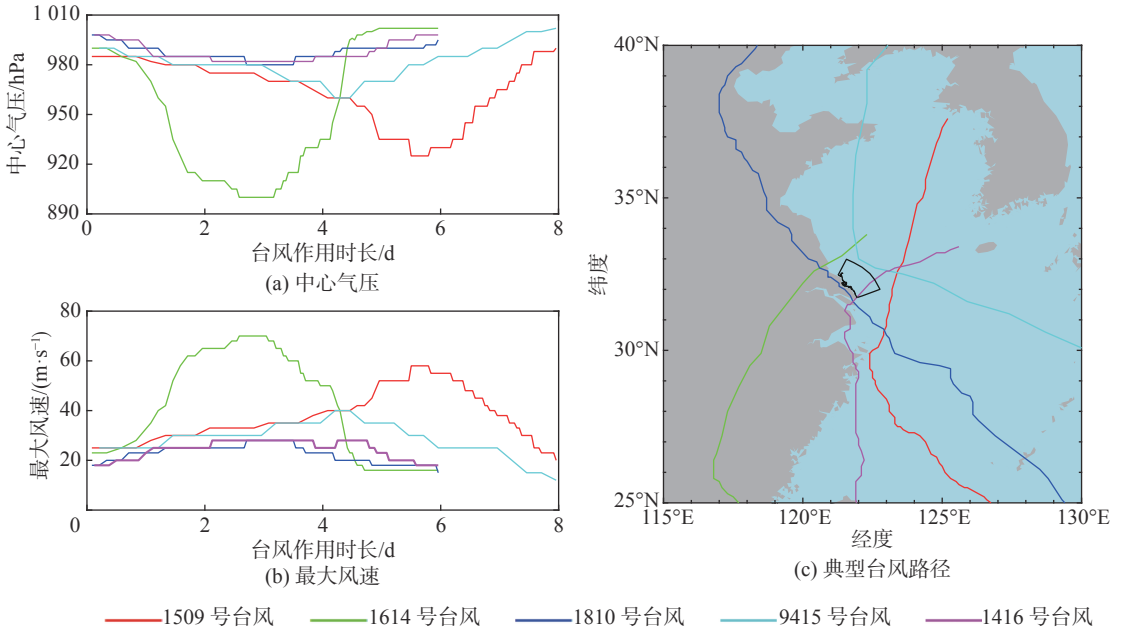 1 010
980
950
920
890
中心气压/hPa
0
2
4
6
8
台风作用时长/d
(a) 中心气压
80
60
40
20
0
最大风速/(m·s⁻¹)
2
4
6
8
台风作用时长/d
(b) 最大风速
40°N
35°N
30°N
25°N
纬度
115°E
120°E
125°E
130°E
经度
(c) 典型台风路径
1509 号台风
1614 号台风
1810 号台风
9415 号台风
1416 号台风